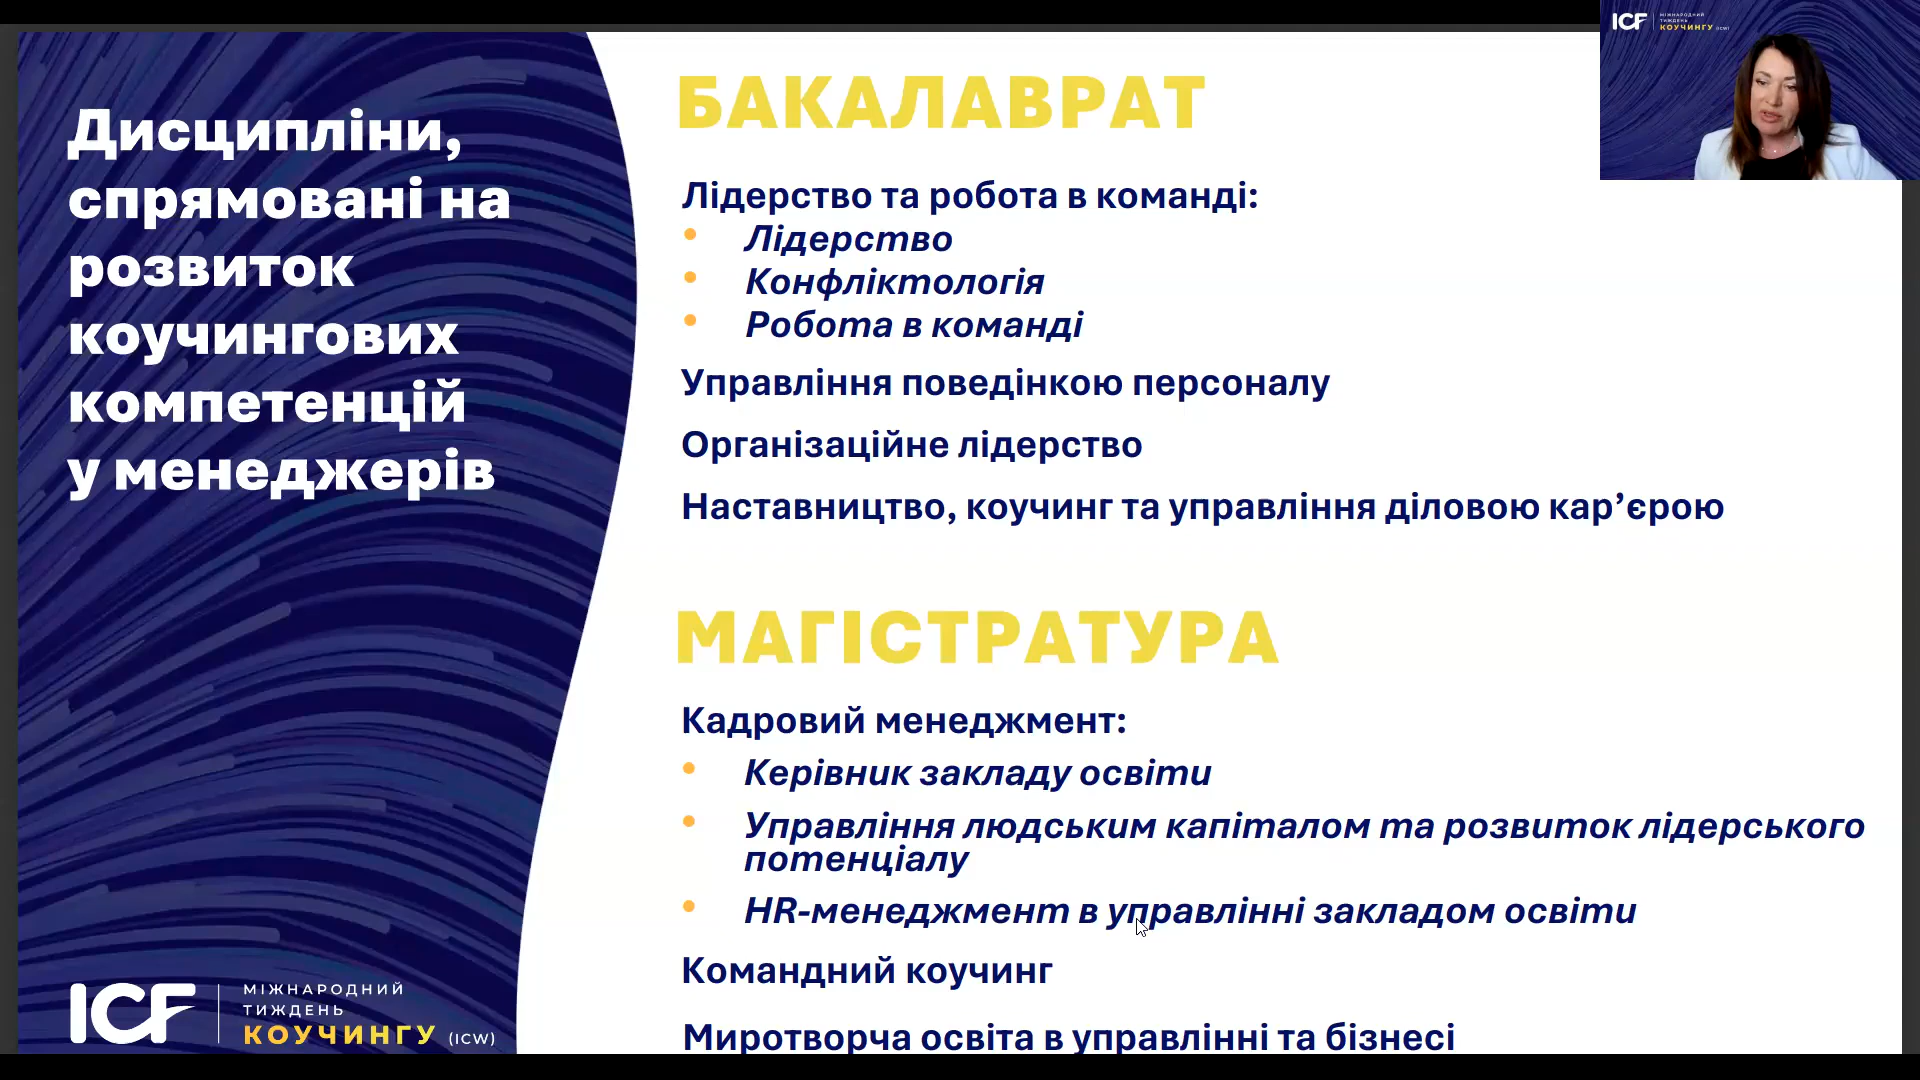 Дисципліни,
спрямовані на
розвиток
коучингових
компетенцій
у менеджерів
ICF
МІЖНАРОДНИЙ
ТИЖДЕНЬ
КОУЧИНГУ (ICW)
БАКАЛАВРАТ
Лідерство та робота в команді:
• Лідерство
• Конфліктологія
• Робота в команді
Управління поведінкою персоналу
Організаційне лідерство
Наставництво, коучинг та управління діловою кар’єрою
МАГІСТРАТУРА
Кадровий менеджмент:
• Керівник закладу освіти
• Управління людським капіталом та розвиток лідерського
потенціалу
• HR-менеджмент в управлінні закладом освіти
Командний коучинг
Миротворча освіта в управлінні та бізнесі
ICF
МІЖНАРОДНИЙ
ТИЖДЕНЬ
КОУЧИНГУ (ICW)